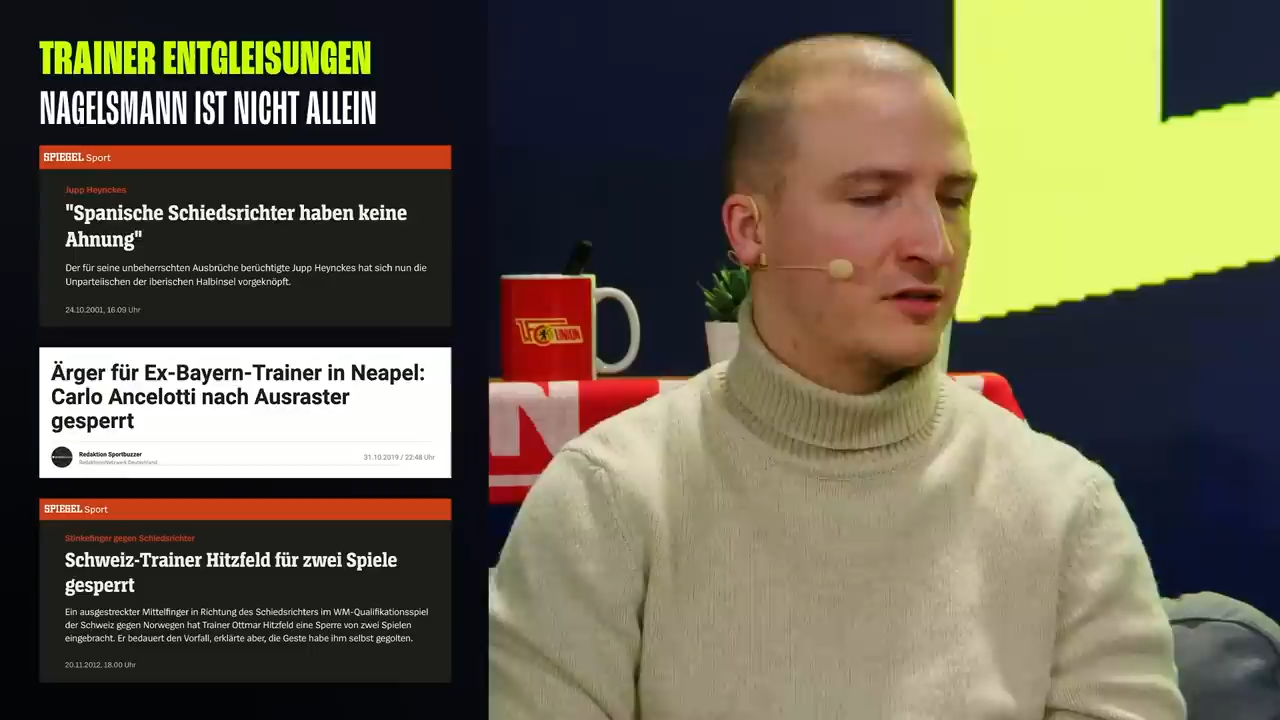 TRAINER ENTGLEISUNGEN
NAGELSMANN IST NICHT ALLEIN
SPIEGEL Sport
Jupp Heynckes
"Spanische Schiedsrichter haben keine
Ahnung"
Der für seine unbeherrschten Ausbrüche berüchtigte Jupp Heynckes hat sich nun die
Unparteiischen der iberischen Halbinsel vorgeknöpft.
24.10.2001, 16.09 Uhr
Ärger für Ex-Bayern-Trainer in Neapel:
Carlo Ancelotti nach Ausraster
gesperrt
Redaktion Sportbuzzer
RedaktionsNetzwerk Deutschland
31.10.2019 / 22:48 Uhr
SPIEGEL Sport
Stinkefinger gegen Schiedsrichter
Schweiz-Trainer Hitzfeld für zwei Spiele
gesperrt
Ein ausgestreckter Mittelfinger in Richtung des Schiedsrichters im WM-Qualifikationsspiel
der Schweiz gegen Norwegen hat Trainer Ottmar Hitzfeld eine Sperre von zwei Spielen
eingebracht. Er bedauert den Vorfall, erklärte aber, die Geste habe ihm selbst gegolten.
20.11.2012, 18.00 Uhr
UNION
N